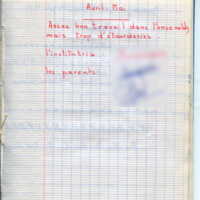 Avril. Mai
Assez bon travail dans l'ensemble,
mais trop d'étourderies.
l'institutrice
les parents